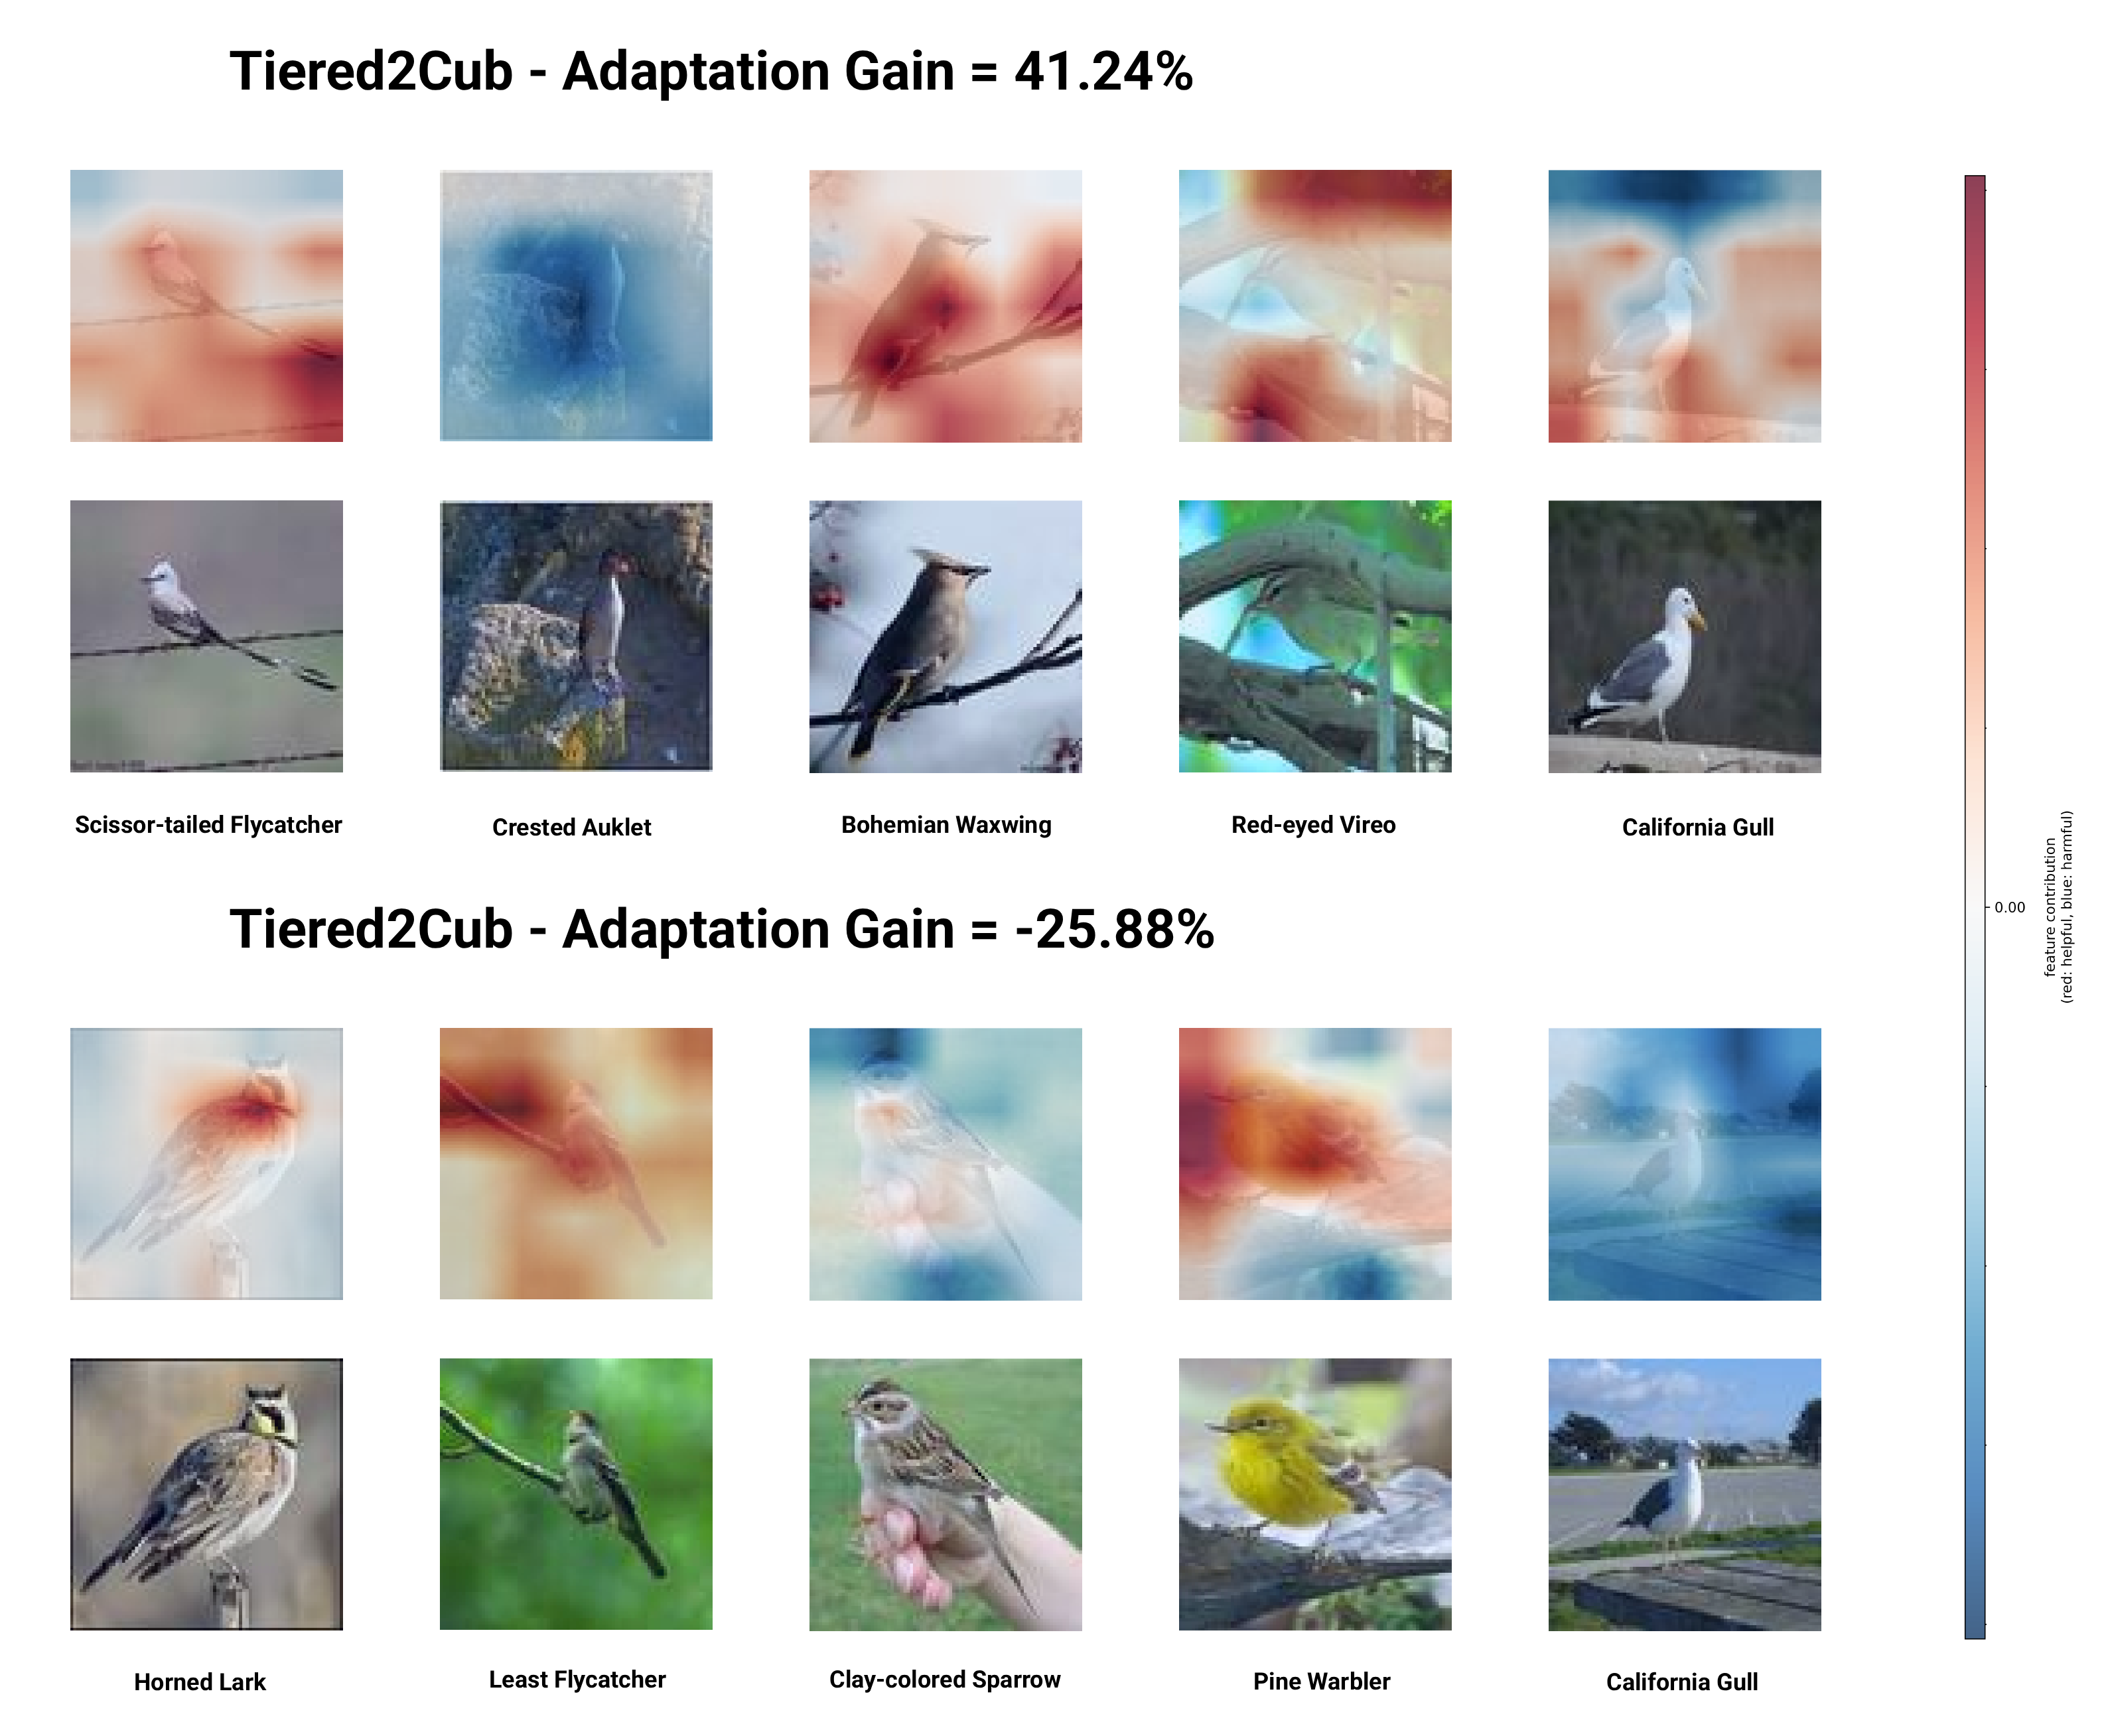 Tiered2Cub - Adaptation Gain = 41.24%
Scissor-tailed Flycatcher
Crested Auklet
Bohemian Waxwing
Red-eyed Vireo
California Gull
0.00
feature contribution
(red: helpful, blue: harmful)
Tiered2Cub - Adaptation Gain = -25.88%
Horned Lark
Least Flycatcher
Clay-colored Sparrow
Pine Warbler
California Gull